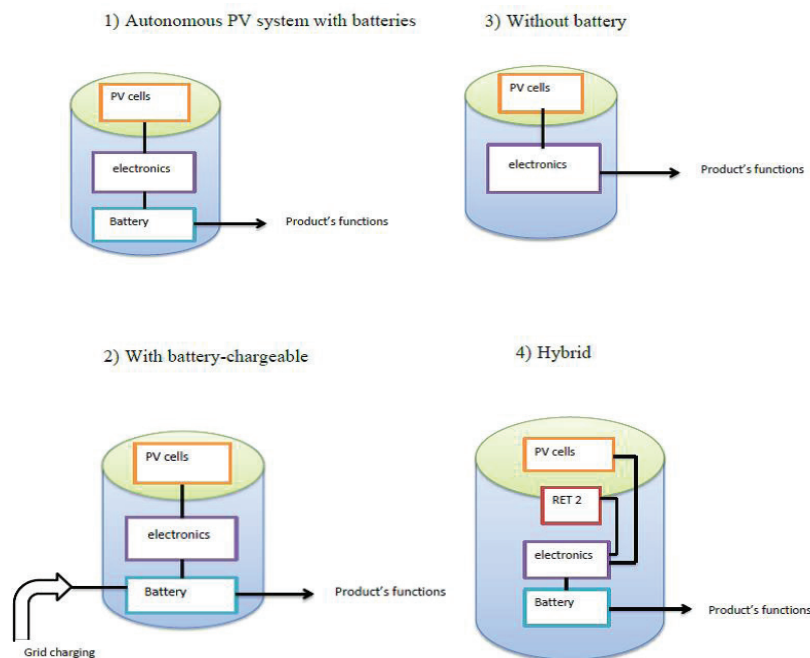 1) Autonomous PV system with batteries
PV cells
electronics
Battery
Product's functions
3) Without battery
PV cells
electronics
Product's functions
2) With battery-chargeable
PV cells
electronics
Battery
Product's functions
Grid charging
4) Hybrid
PV cells
RET 2
electronics
Battery
Product's functions